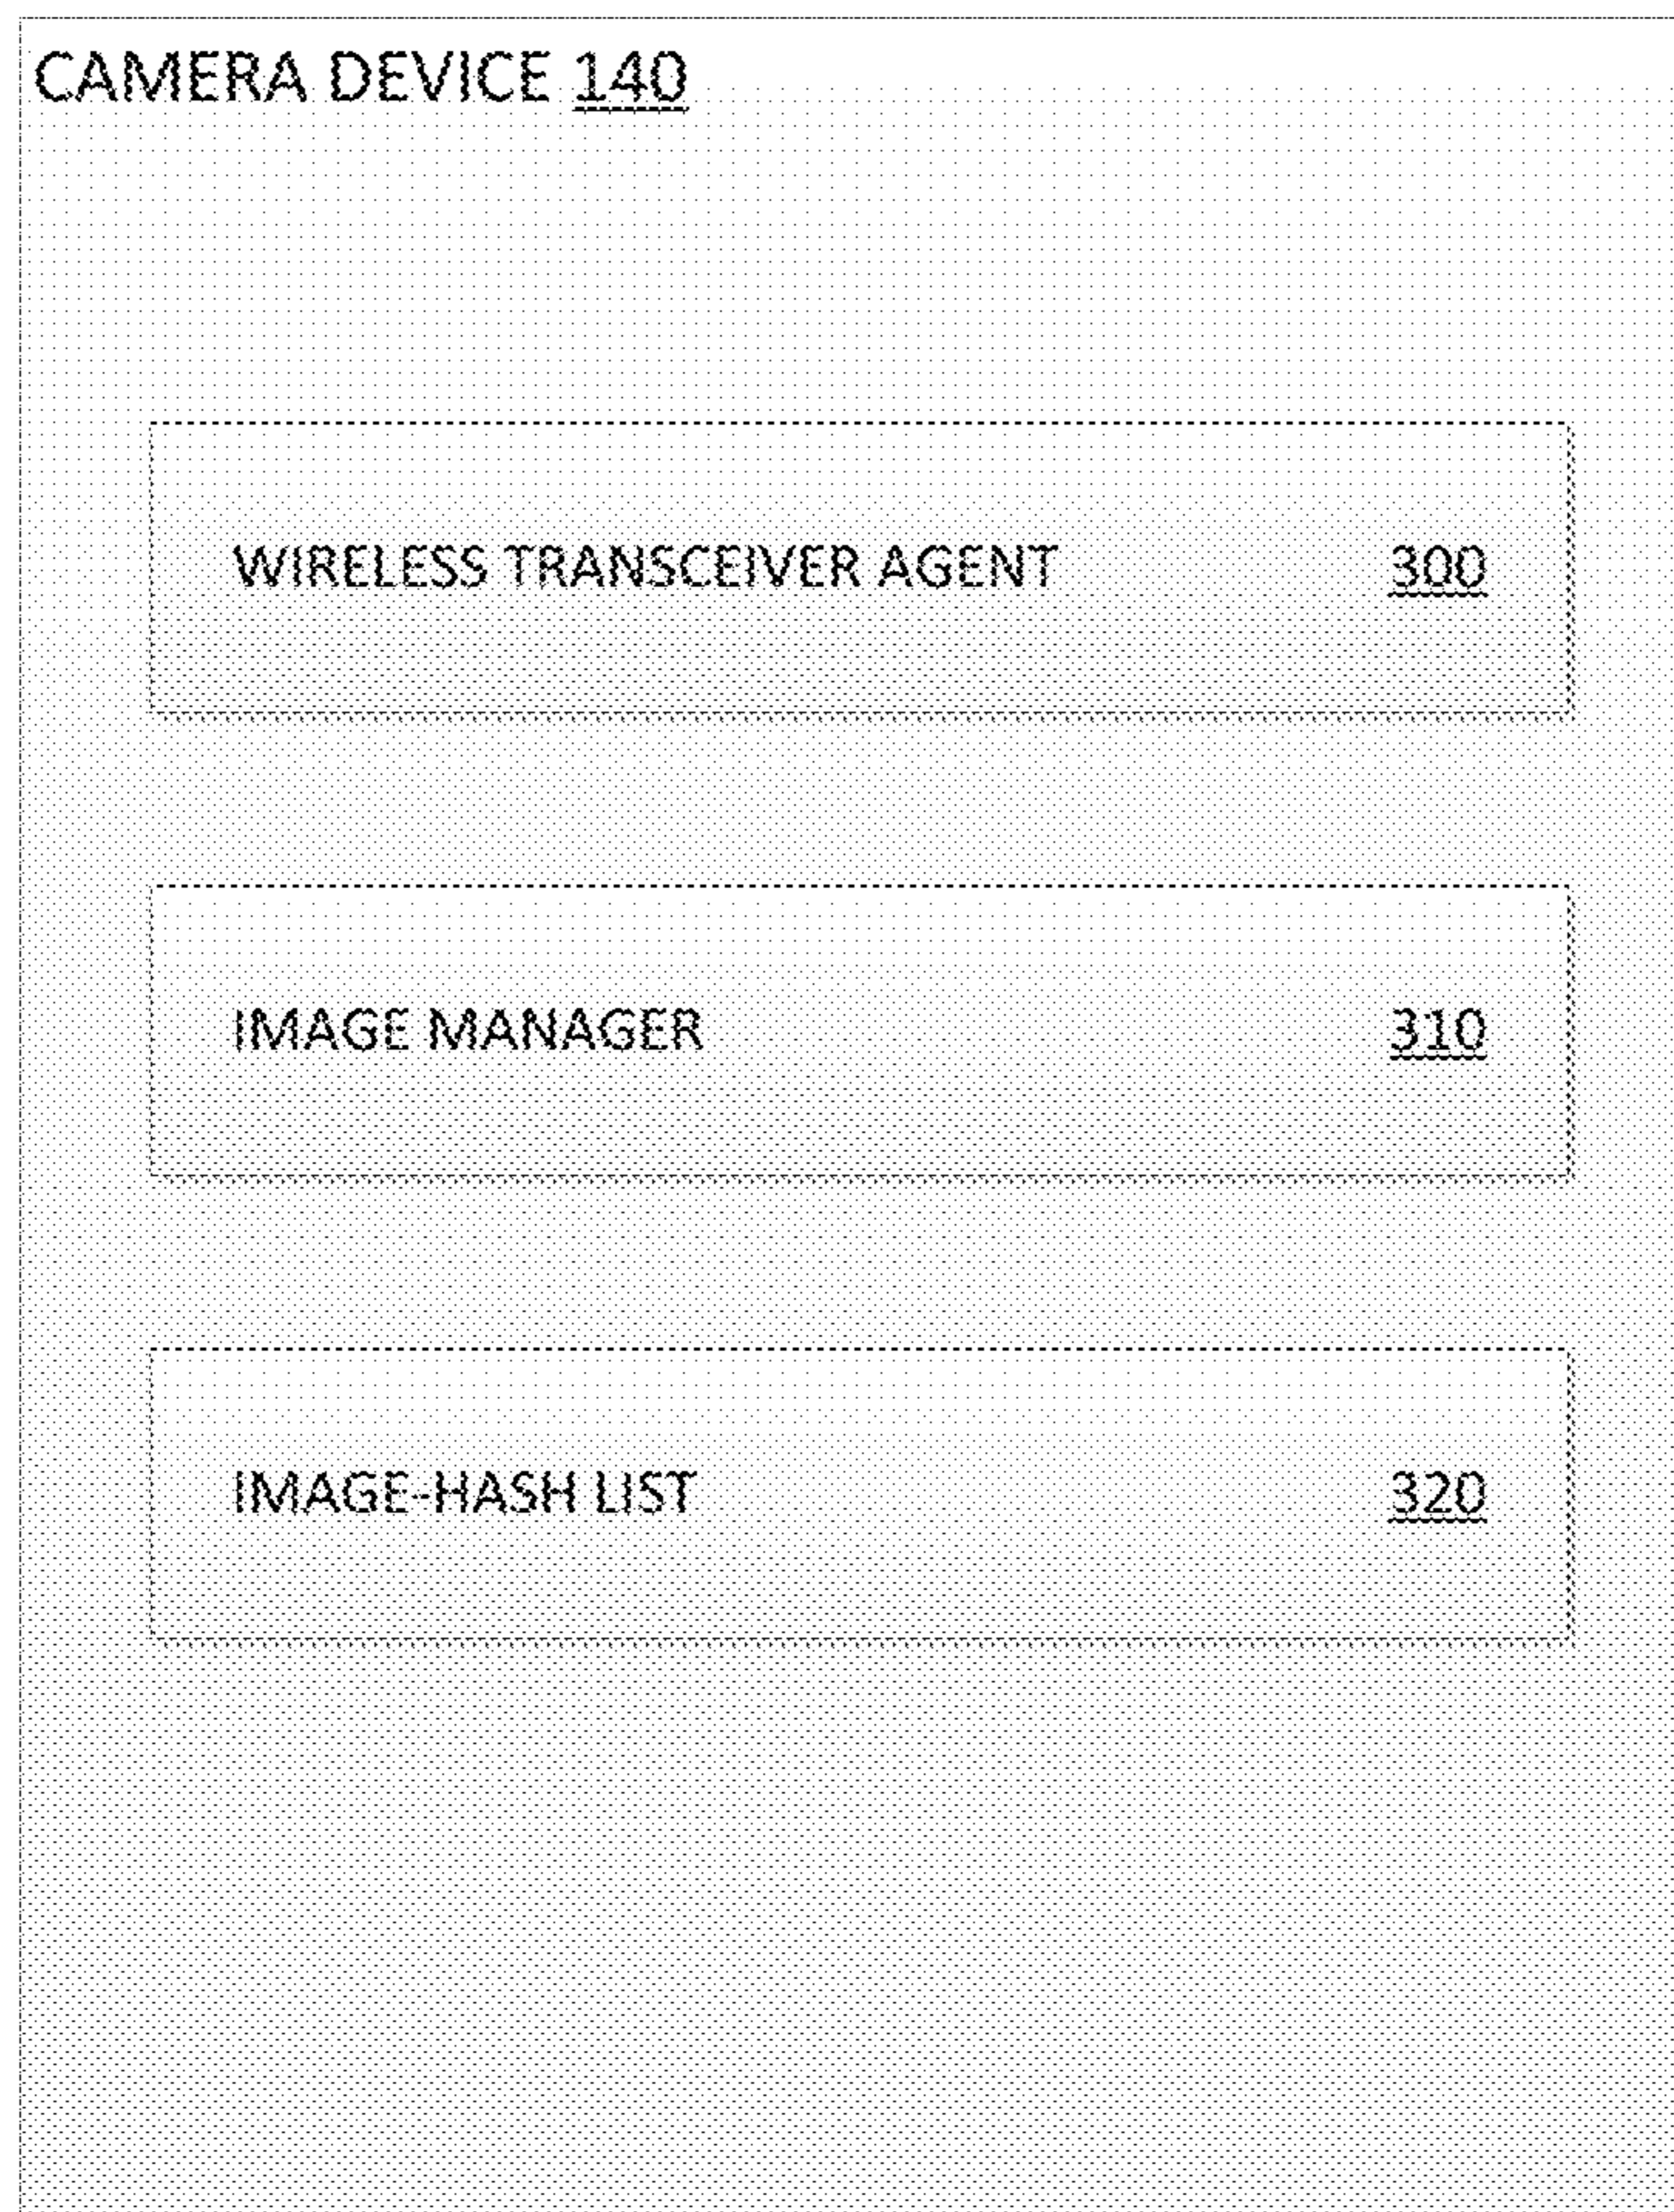 CAMERA DEVICE 140
WIRELESS TRANSCEIVER AGENT 300
IMAGE MANAGER 310
IMAGE-HASH LIST 320